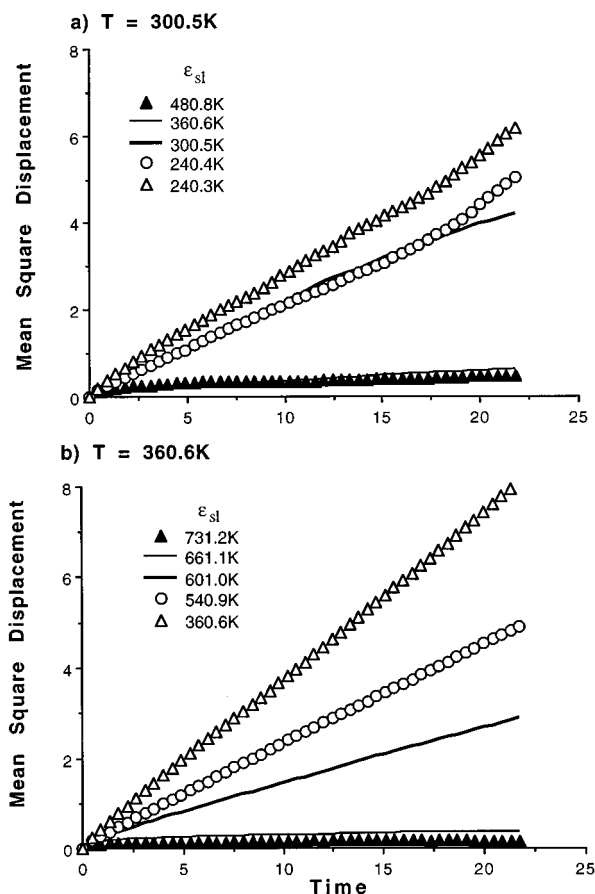 a) T = 300.5K
8
6
4
2
0
Mean Square Displacement
εsl
480.8K
360.6K
300.5K
240.4K
240.3K
0 5 10 15 20 25
b) T = 360.6K
8
6
4
2
0
Mean Square Displacement
εsl
731.2K
661.1K
601.0K
540.9K
360.6K
0 5 10 15 20 25
Time